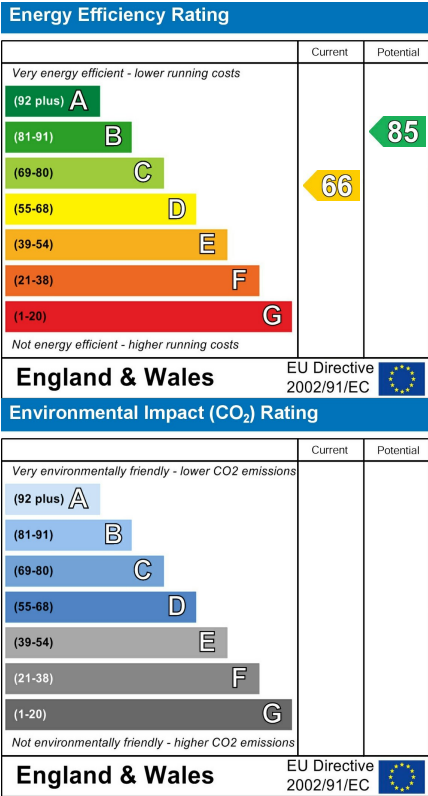 Energy Efficiency Rating
Current Potential
Very energy efficient - lower running costs
(92 plus) A
(81-91) B
85
(69-80) C
66
(55-68) D
(39-54) E
(21-38) F
(1-20) G
Not energy efficient - higher running costs
England & Wales
EU Directive
2002/91/EC
Environmental Impact (CO₂) Rating
Current Potential
Very environmentally friendly - lower CO2 emissions
(92 plus) A
(81-91) B
(69-80) C
(55-68) D
(39-54) E
(21-38) F
(1-20) G
Not environmentally friendly - higher CO2 emissions
England & Wales
EU Directive
2002/91/EC